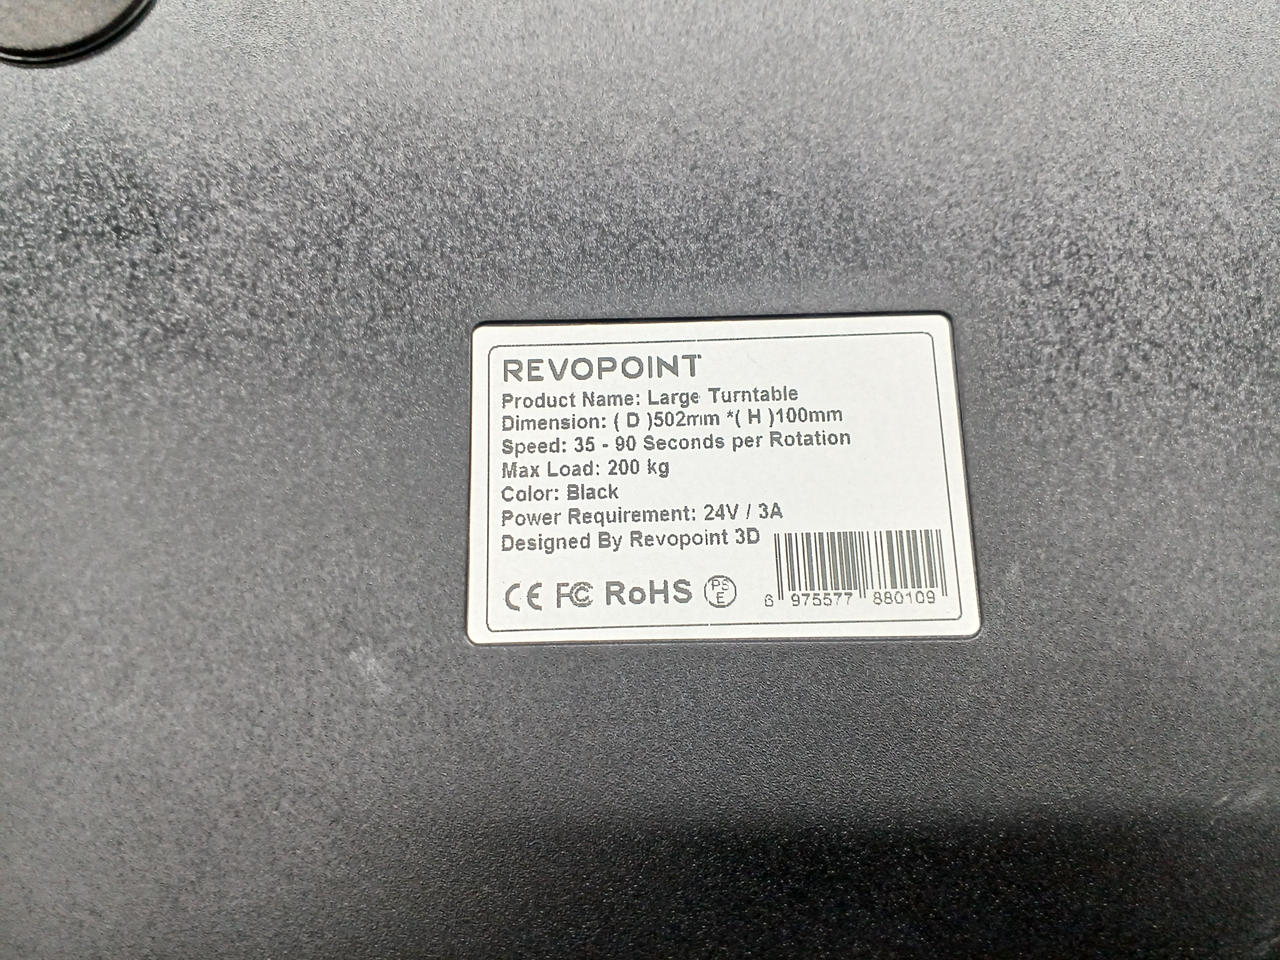 REVOPOINT
Product Name: Large Turntable
Dimension: ( D )502mm *( H )100mm
Speed: 35 - 90 Seconds per Rotation
Max Load: 200 kg
Color: Black
Power Requirement: 24V / 3A
Designed By Revopoint 3D
CE FC RoHS PSE
6 975577 880109